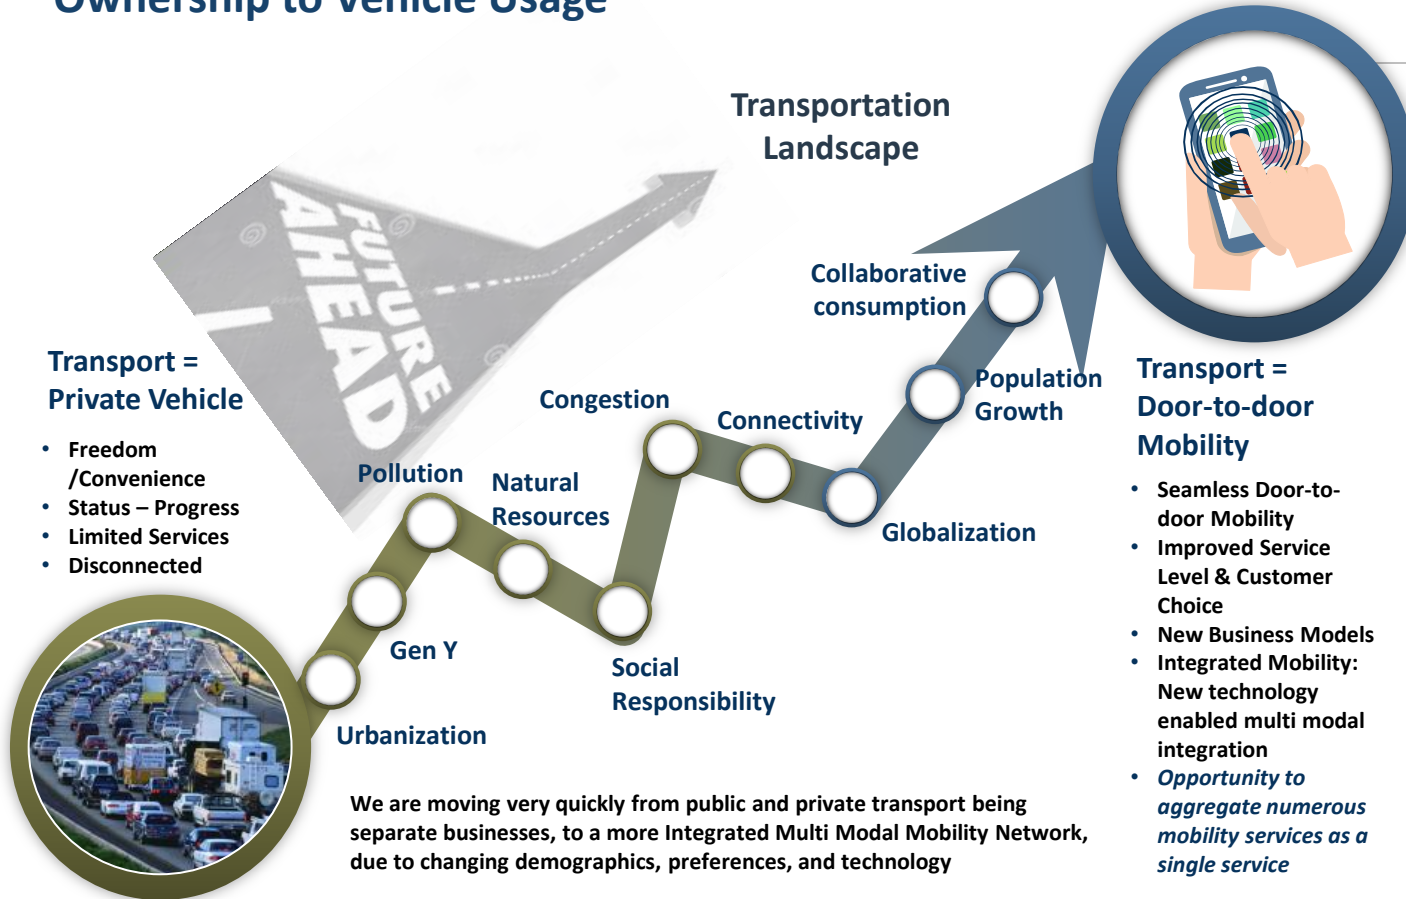 Ownership to Vehicle Usage
Transportation
Landscape
FUTURE
AHEAD
Transport =
Private Vehicle
• Freedom
/Convenience
• Status – Progress
• Limited Services
• Disconnected
Urbanization
Gen Y
Pollution
Natural
Resources
Social
Responsibility
Congestion
Connectivity
Globalization
Population
Growth
Collaborative
consumption
Transport =
Door-to-door
Mobility
• Seamless Door-to-
door Mobility
• Improved Service
Level & Customer
Choice
• New Business Models
• Integrated Mobility:
New technology
enabled multi modal
integration
• Opportunity to
aggregate numerous
mobility services as a
single service
We are moving very quickly from public and private transport being
separate businesses, to a more Integrated Multi Modal Mobility Network,
due to changing demographics, preferences, and technology